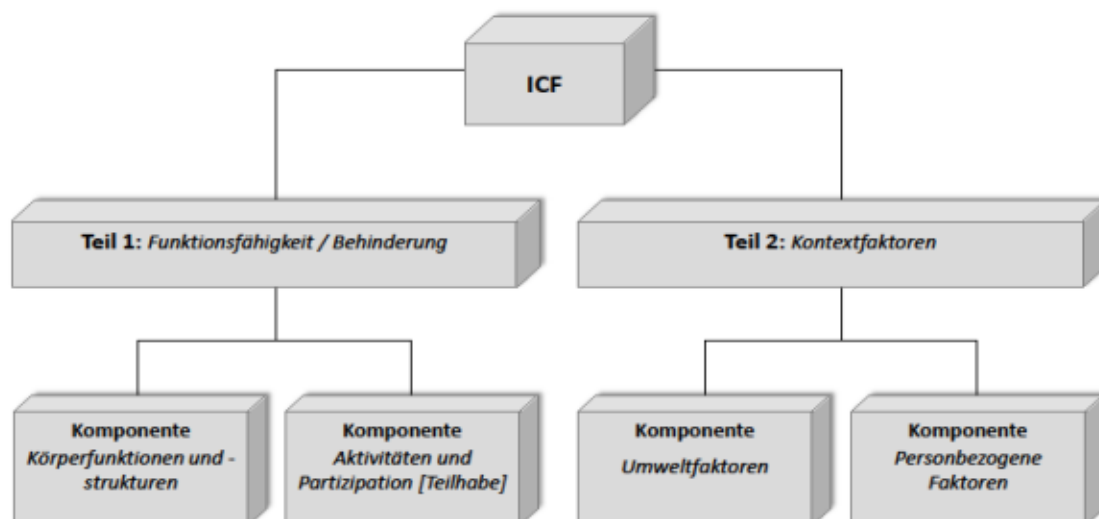 ICF
Teil 1: Funktionsfähigkeit / Behinderung
Teil 2: Kontextfaktoren
Komponente
Körperfunktionen und -
strukturen
Komponente
Aktivitäten und
Partizipation [Teilhabe]
Komponente
Umweltfaktoren
Komponente
Personbezogene
Faktoren